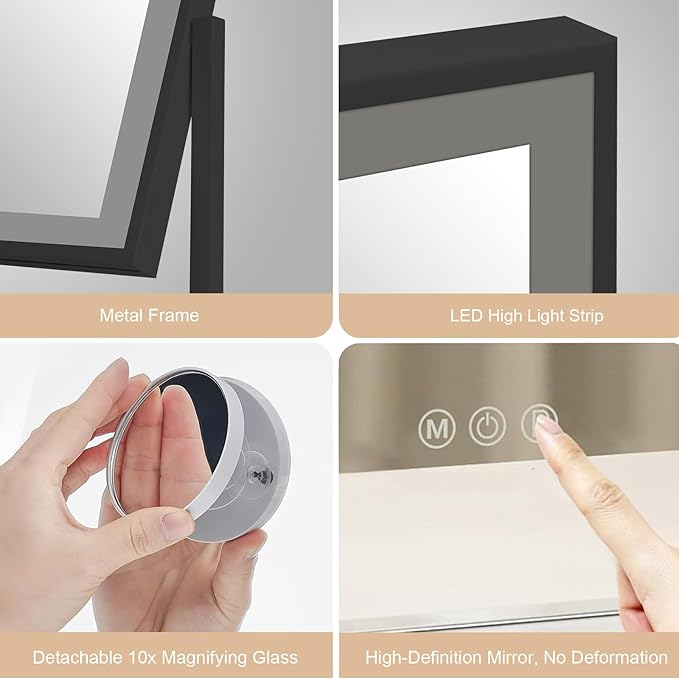 Metal Frame
LED High Light Strip
M P
Detachable 10x Magnifying Glass
High-Definition Mirror, No Deformation